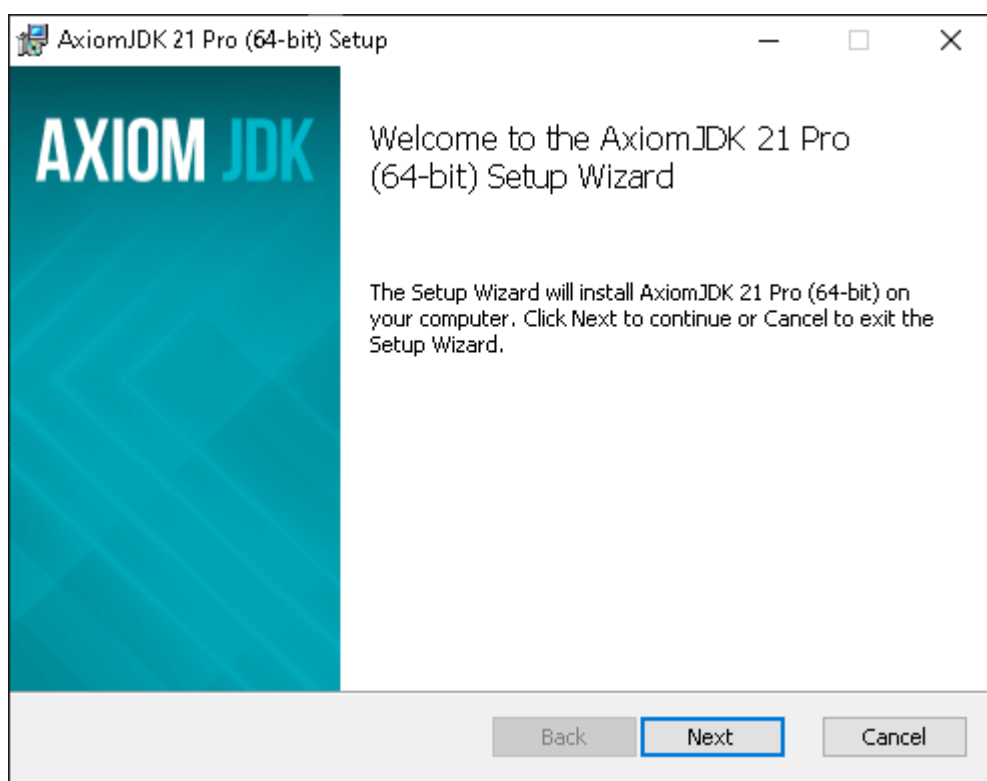 AxiomJDK 21 Pro (64-bit) Setup
AXIOM JDK
Welcome to the AxiomJDK 21 Pro
(64-bit) Setup Wizard
The Setup Wizard will install AxiomJDK 21 Pro (64-bit) on
your computer. Click Next to continue or Cancel to exit the
Setup Wizard.
Back
Next
Cancel